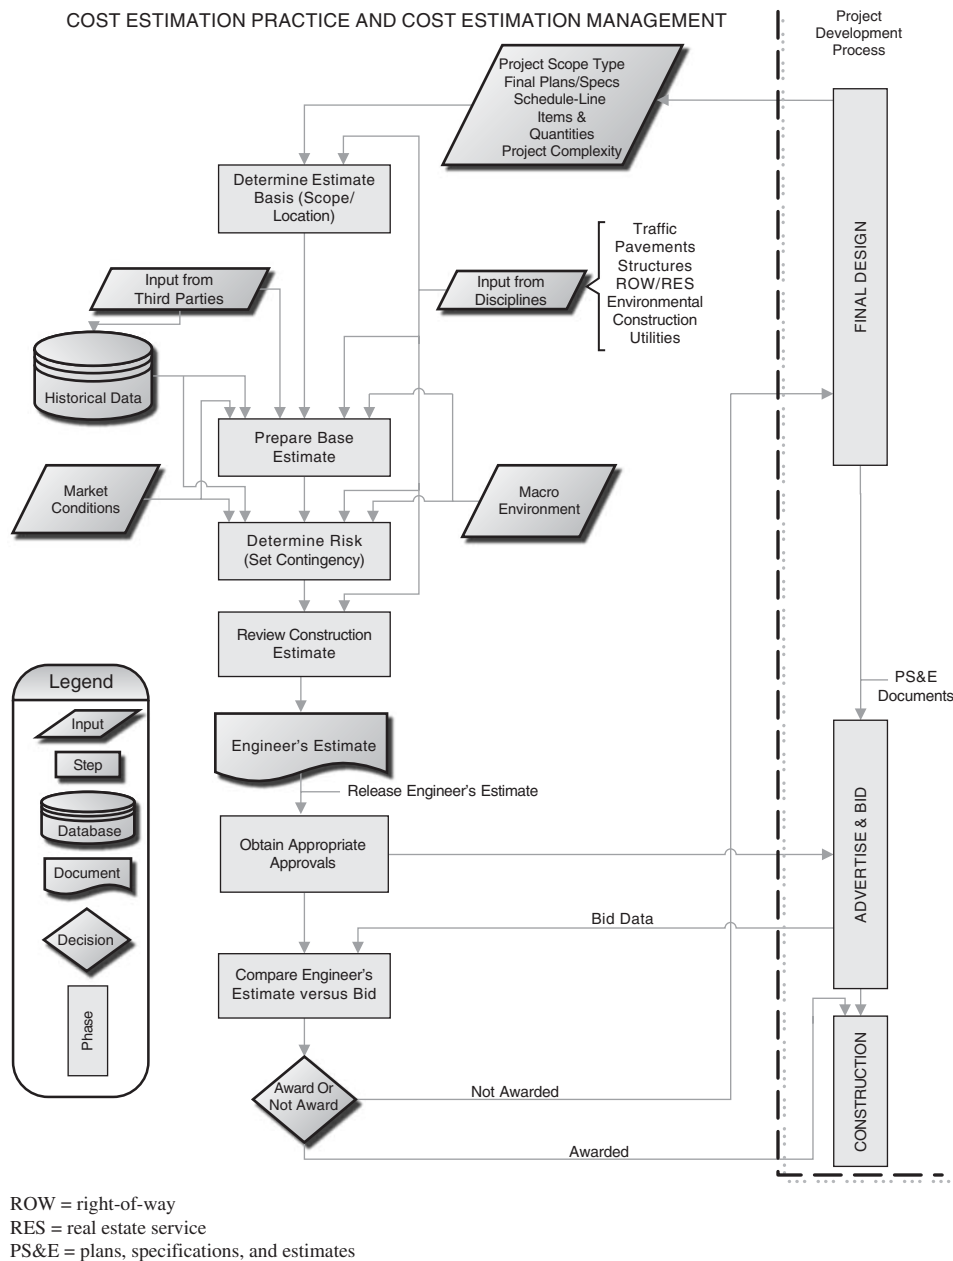 COST ESTIMATION PRACTICE AND COST ESTIMATION MANAGEMENT
Project
Development
Process
Project Scope Type
Final Plans/Specs
Schedule-Line
Items &
Quantities
Project Complexity
Determine Estimate
Basis (Scope/
Location)
Traffic
Pavements
Structures
ROW/RES
Environmental
Construction
Utilities
Input from
Third Parties
Input from
Disciplines
FINAL DESIGN
Historical Data
Prepare Base
Estimate
Market
Conditions
Macro
Environment
Determine Risk
(Set Contingency)
Review Construction
Estimate
PS&E
Documents
Legend
Input
Step
Database
Document
Decision
Phase
Engineer's Estimate
Release Engineer's Estimate
Obtain Appropriate
Approvals
ADVERTISE & BID
Bid Data
Compare Engineer's
Estimate versus Bid
Award Or
Not Award
Not Awarded
Awarded
CONSTRUCTION
ROW = right-of-way
RES = real estate service
PS&E = plans, specifications, and estimates